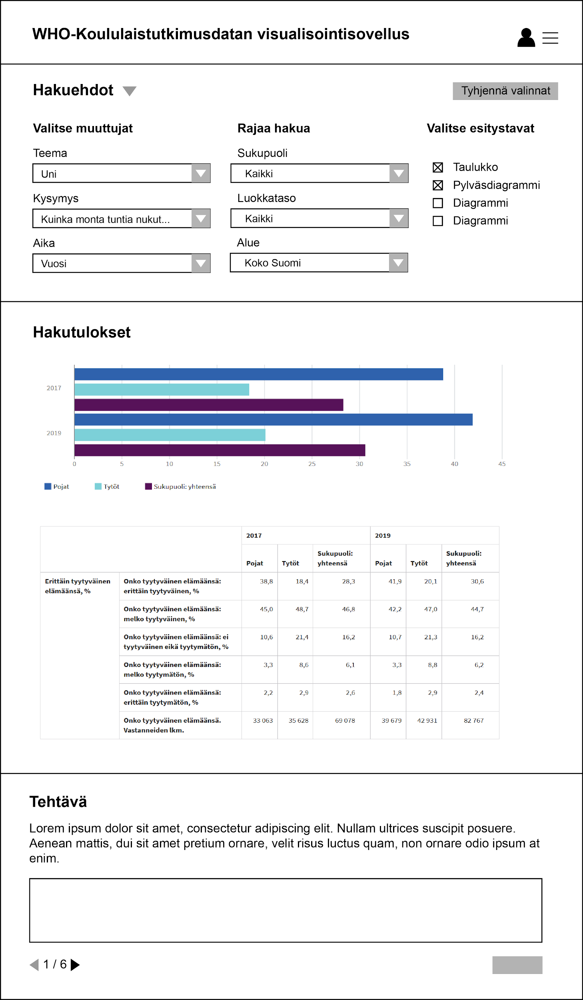 WHO-Koululaistutkimusdatan visualisointisovellus
Hakuehdot
Tyhjennä valinnat
Valitse muuttujat
Teema
Uni
Kysymys
Kuinka monta tuntia nukut...
Aika
Vuosi
Rajaa hakua
Sukupuoli
Kaikki
Luokkataso
Kaikki
Alue
Koko Suomi
Valitse esitystavat
Taulukko
Pylväsdiagrammi
Diagrammi
Diagrammi
Hakutulokset
2017
2019
0 5 10 15 20 25 30 35 40 45
Pojat Tytöt Sukupuoli: yhteensä
2017 2019
Pojat Tytöt Sukupuoli: yhteensä Pojat Tytöt Sukupuoli: yhteensä
Erittäin tyytyväinen
elämäänsä, %
Onko tyytyväinen elämäänsä:
erittäin tyytyväinen, %
38,8 18,4 28,3 41,9 20,1 30,6
Onko tyytyväinen elämäänsä:
melko tyytyväinen, %
45,0 48,7 46,8 42,2 47,0 44,7
Onko tyytyväinen elämäänsä: ei
tyytyväinen eikä tyytymätön, %
10,6 21,4 16,2 10,7 21,3 16,2
Onko tyytyväinen elämäänsä:
melko tyytymätön, %
3,3 8,6 6,1 3,3 8,8 6,2
Onko tyytyväinen elämäänsä:
erittäin tyytymätön, %
2,2 2,9 2,6 1,8 2,9 2,4
Onko tyytyväinen elämäänsä.
Vastanneiden lkm.
33 063 35 628 69 078 39 679 42 931 82 767
Tehtävä
Lorem ipsum dolor sit amet, consectetur adipiscing elit. Nullam ultrices suscipit posuere.
Aenean mattis, dui sit amet pretium ornare, velit risus luctus quam, non ornare odio ipsum at
enim.
1 / 6